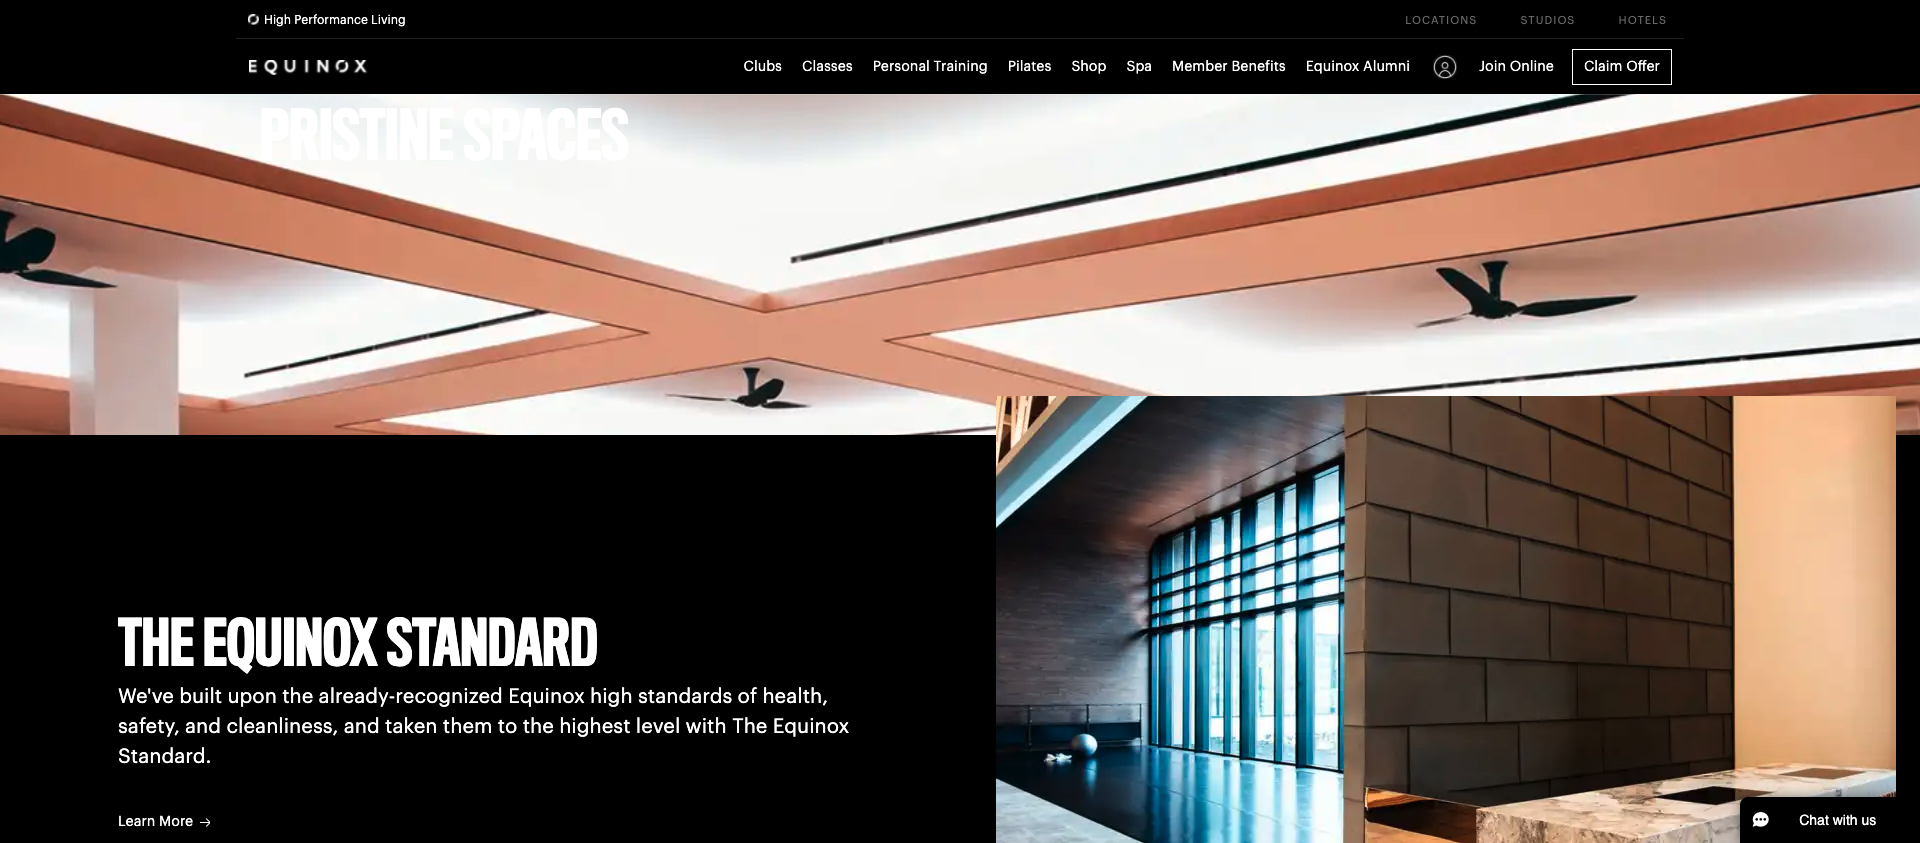 High Performance Living
LOCATIONS STUDIOS HOTELS
EQUINOX
Clubs Classes Personal Training Pilates Shop Spa Member Benefits Equinox Alumni Join Online Claim Offer
PRISTINE SPACES
THE EQUINOX STANDARD
We've built upon the already-recognized Equinox high standards of health,
safety, and cleanliness, and taken them to the highest level with The Equinox
Standard.
Learn More →
Chat with us